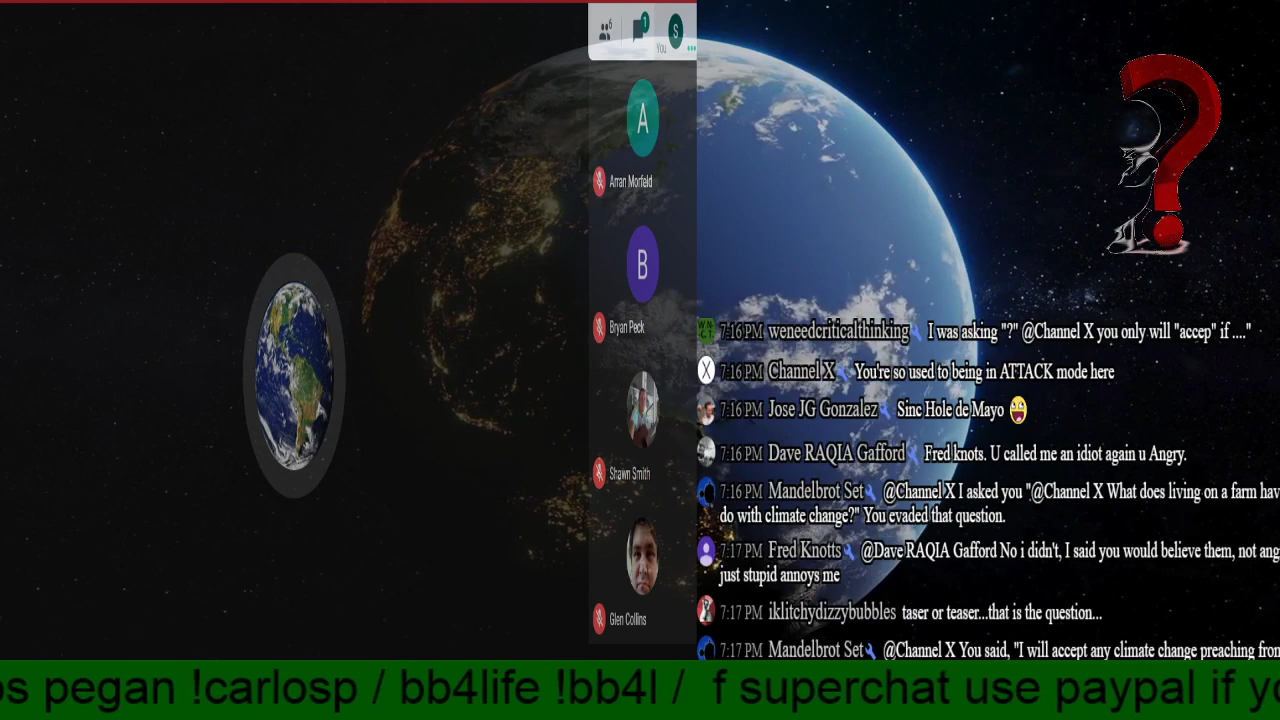 6
1
S
You
A
Arran Morfeld
B
Bryan Peck
Shawn Smith
Glen Collins
7:16 PM weneedcriticalthinking I was asking "?" @Channel X you only will "accep" if ...."
X 7:16 PM Channel X You're so used to being in ATTACK mode here
7:16 PM Jose JG Gonzalez Sinc Hole de Mayo
7:16 PM Dave RAQIA Gafford Fred knots. U called me an idiot again u Angry.
7:16 PM Mandelbrot Set @Channel X I asked you "@Channel X What does living on a farm hav
do with climate change?" You evaded that question.
7:17 PM Fred Knotts @Dave RAQIA Gafford No i didn't, I said you would believe them, not ang
just stupid annoys me
7:17 PM iklitchydizzybubbles taser or teaser...that is the question...
7:17 PM Mandelbrot Set @Channel X You said, "I will accept any climate change preaching from
os pegan !carlosp / bb4life !bb4l / f superchat use paypal if yo